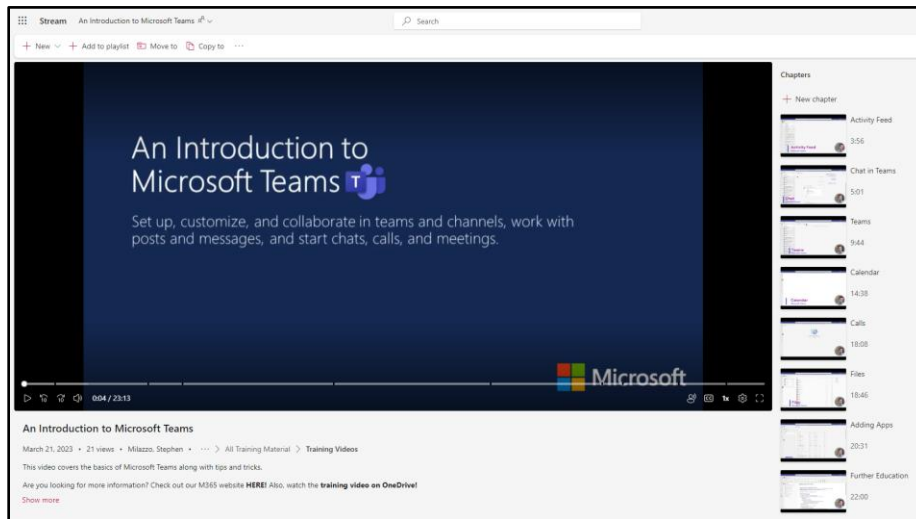 Stream An Introduction to Microsoft Teams Search
New Add to playlist Move to Copy to ...
An Introduction to
Microsoft Teams T
Set up, customize, and collaborate in teams and channels, work with
posts and messages, and start chats, calls, and meetings.
Microsoft
0:04 / 23:13 CC 1x
An Introduction to Microsoft Teams
March 21, 2023 • 21 views • Milazzo, Stephen • ... > All Training Material > Training Videos
This video covers the basics of Microsoft Teams along with tips and tricks.
Are you looking for more information? Check out our M365 website HERE! Also, watch the training video on OneDrive!
Show more
Chapters
New chapter
Activity Feed
3:56
Chat in Teams
5:01
Teams
9:44
Calendar
14:38
Calls
18:08
Files
18:46
Adding Apps
20:31
Further Education
22:00